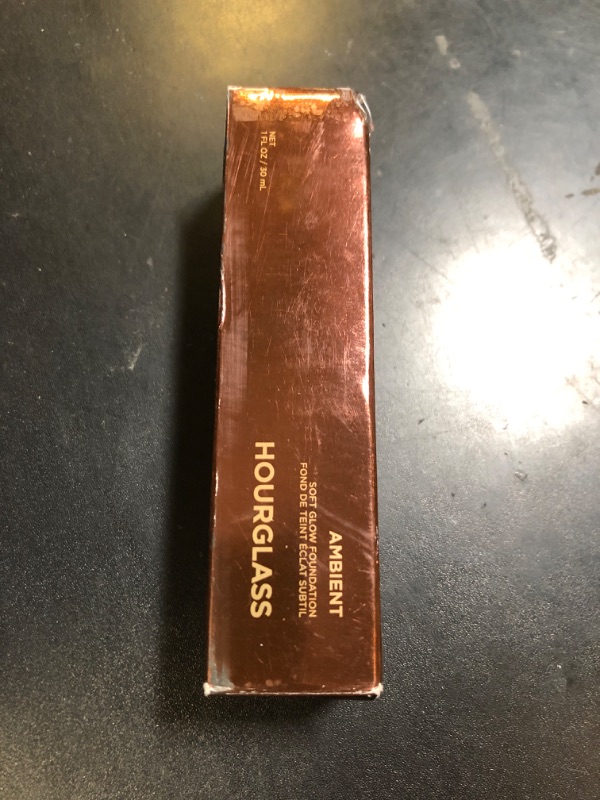 AMBIENT
SOFT GLOW FOUNDATION
FOND DE TEINT ÉCLAT SUBTIL
HOURGLASS
NET
1 FL OZ / 30 mL